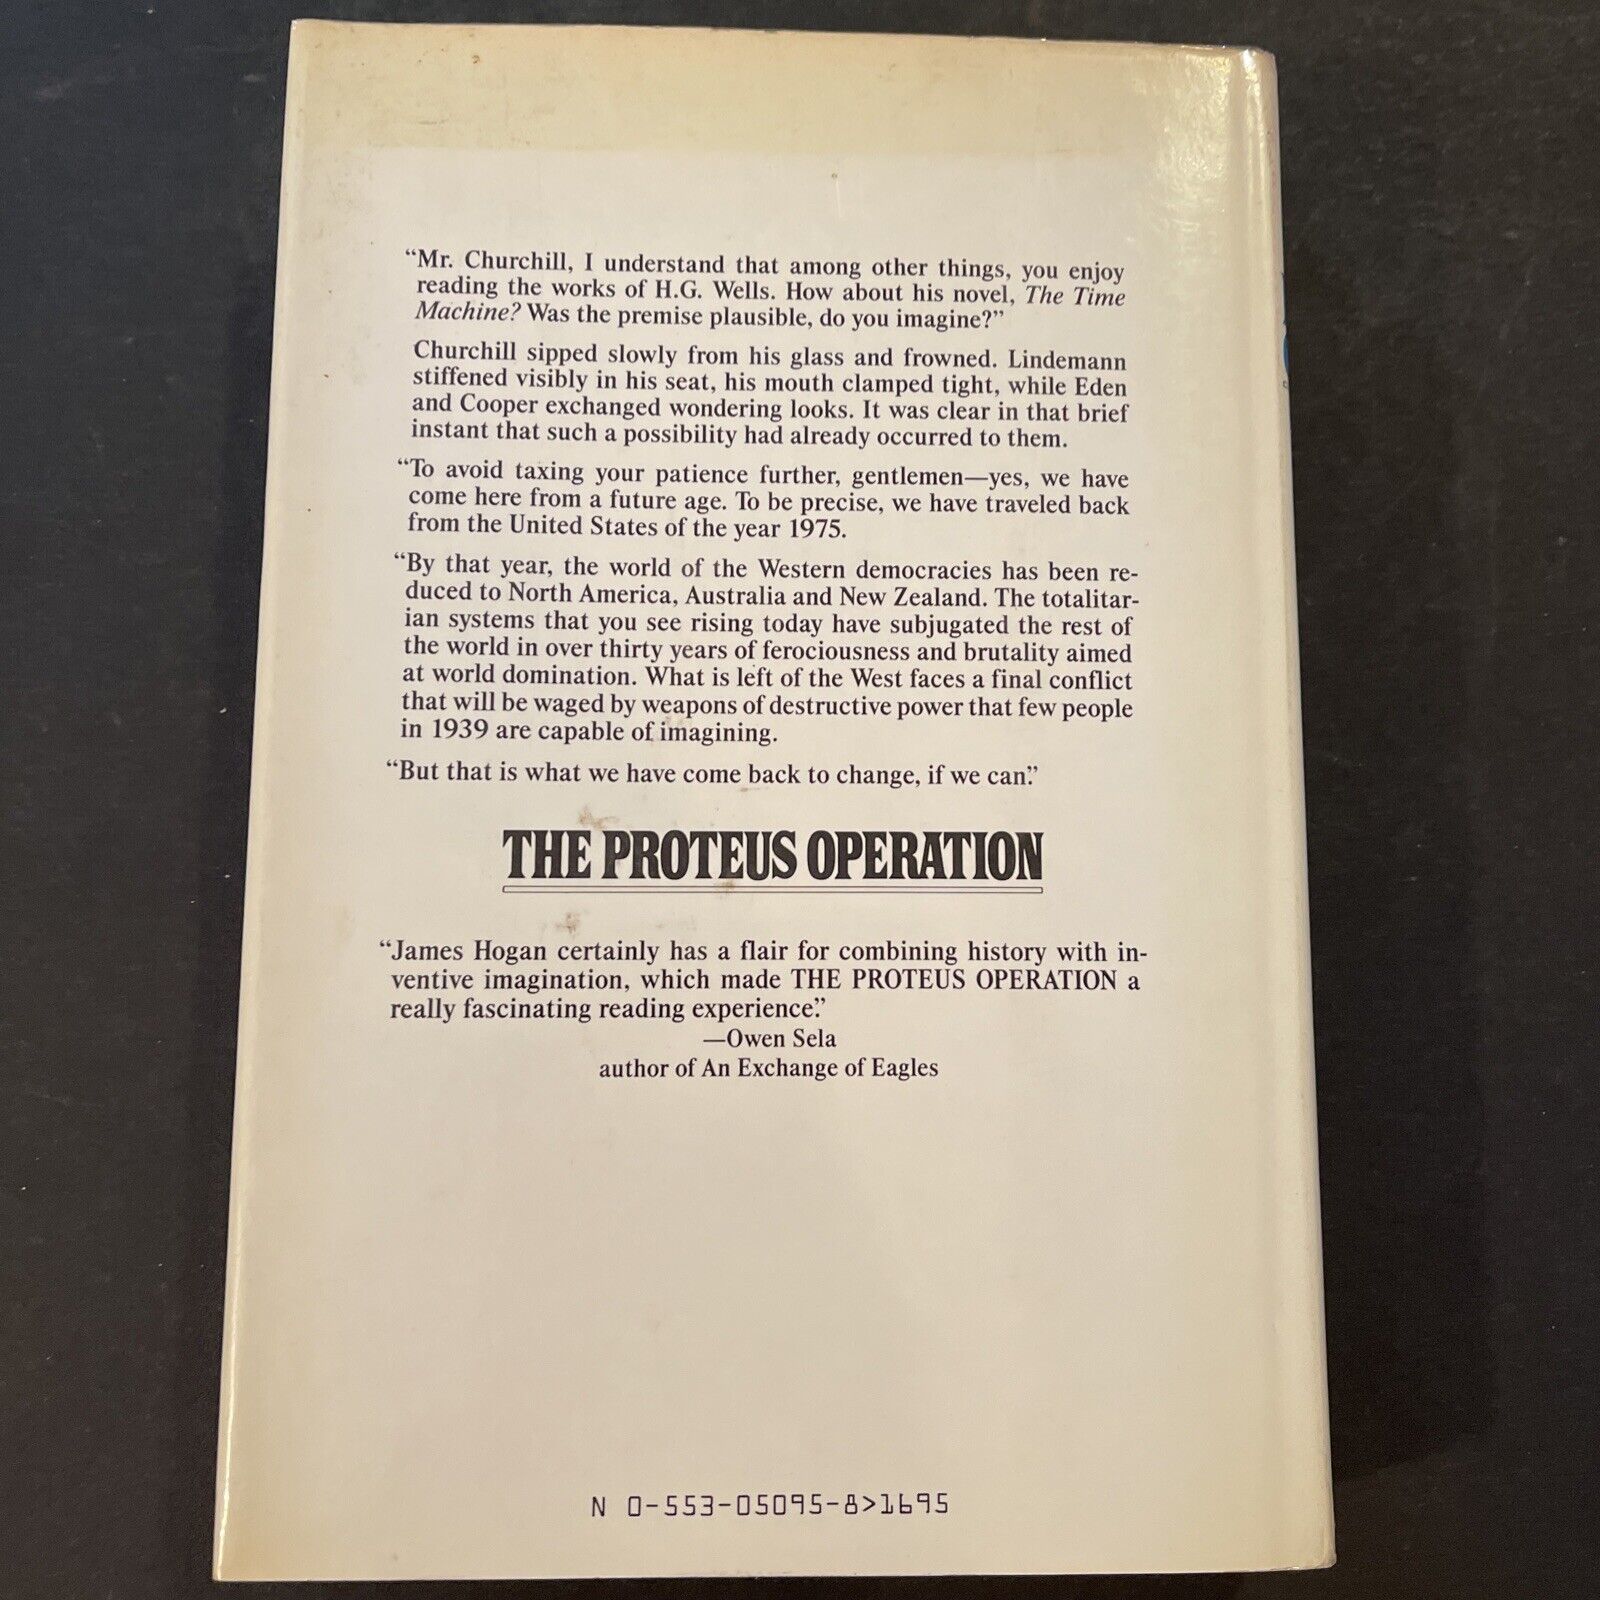 “Mr. Churchill, I understand that among other things, you enjoy
reading the works of H.G. Wells. How about his novel, The Time
Machine? Was the premise plausible, do you imagine?”
Churchill sipped slowly from his glass and frowned. Lindemann
stiffened visibly in his seat, his mouth clamped tight, while Eden
and Cooper exchanged wondering looks. It was clear in that brief
instant that such a possibility had already occurred to them.
“To avoid taxing your patience further, gentlemen—yes, we have
come here from a future age. To be precise, we have traveled back
from the United States of the year 1975.
“By that year, the world of the Western democracies has been re-
duced to North America, Australia and New Zealand. The totalitar-
ian systems that you see rising today have subjugated the rest of
the world in over thirty years of ferociousness and brutality aimed
at world domination. What is left of the West faces a final conflict
that will be waged by weapons of destructive power that few people
in 1939 are capable of imagining.
“But that is what we have come back to change, if we can.”
THE PROTEUS OPERATION
“James Hogan certainly has a flair for combining history with in-
ventive imagination, which made THE PROTEUS OPERATION a
really fascinating reading experience.”
—Owen Sela
author of An Exchange of Eagles
N 0-553-05095-8>1695